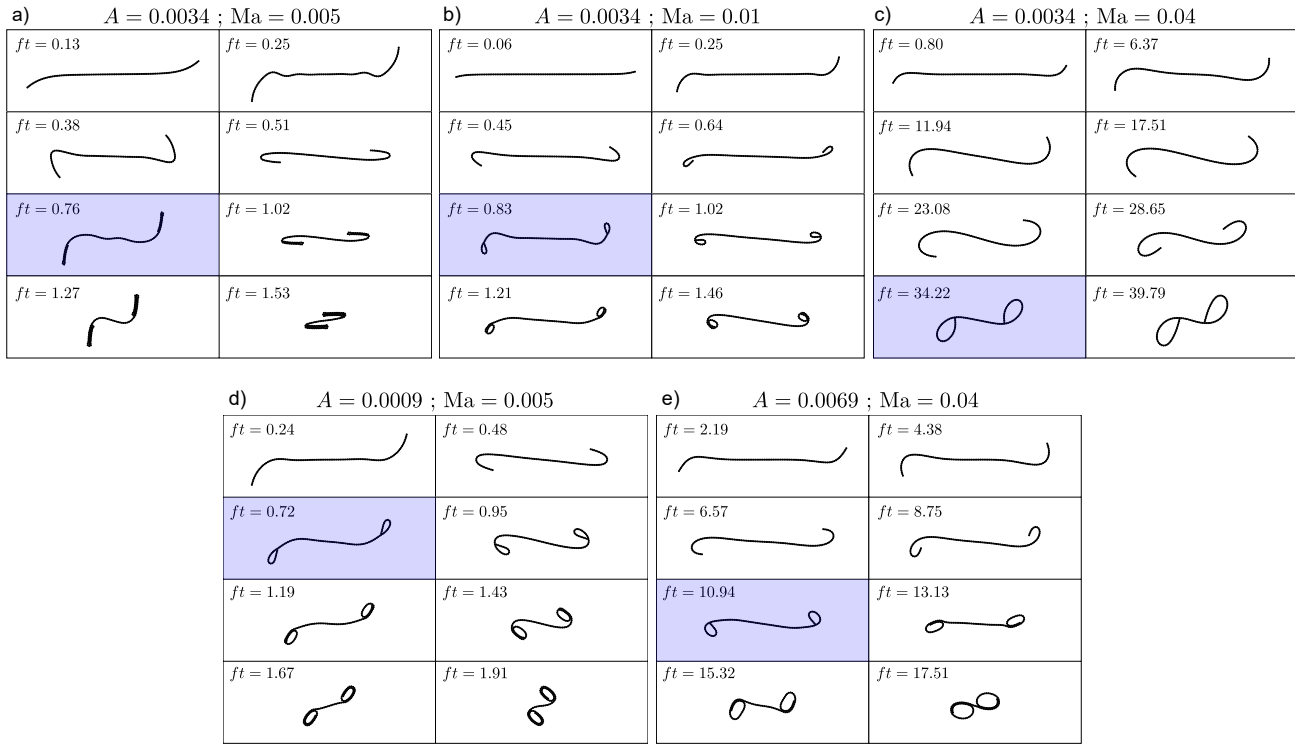 a) A = 0.0034 ; Ma = 0.005
ft = 0.13
ft = 0.25
ft = 0.38
ft = 0.51
ft = 0.76
ft = 1.02
ft = 1.27
ft = 1.53
b) A = 0.0034 ; Ma = 0.01
ft = 0.06
ft = 0.25
ft = 0.45
ft = 0.64
ft = 0.83
ft = 1.02
ft = 1.21
ft = 1.46
c) A = 0.0034 ; Ma = 0.04
ft = 0.80
ft = 6.37
ft = 11.94
ft = 17.51
ft = 23.08
ft = 28.65
ft = 34.22
ft = 39.79
d) A = 0.0009 ; Ma = 0.005
ft = 0.24
ft = 0.48
ft = 0.72
ft = 0.95
ft = 1.19
ft = 1.43
ft = 1.67
ft = 1.91
e) A = 0.0069 ; Ma = 0.04
ft = 2.19
ft = 4.38
ft = 6.57
ft = 8.75
ft = 10.94
ft = 13.13
ft = 15.32
ft = 17.51